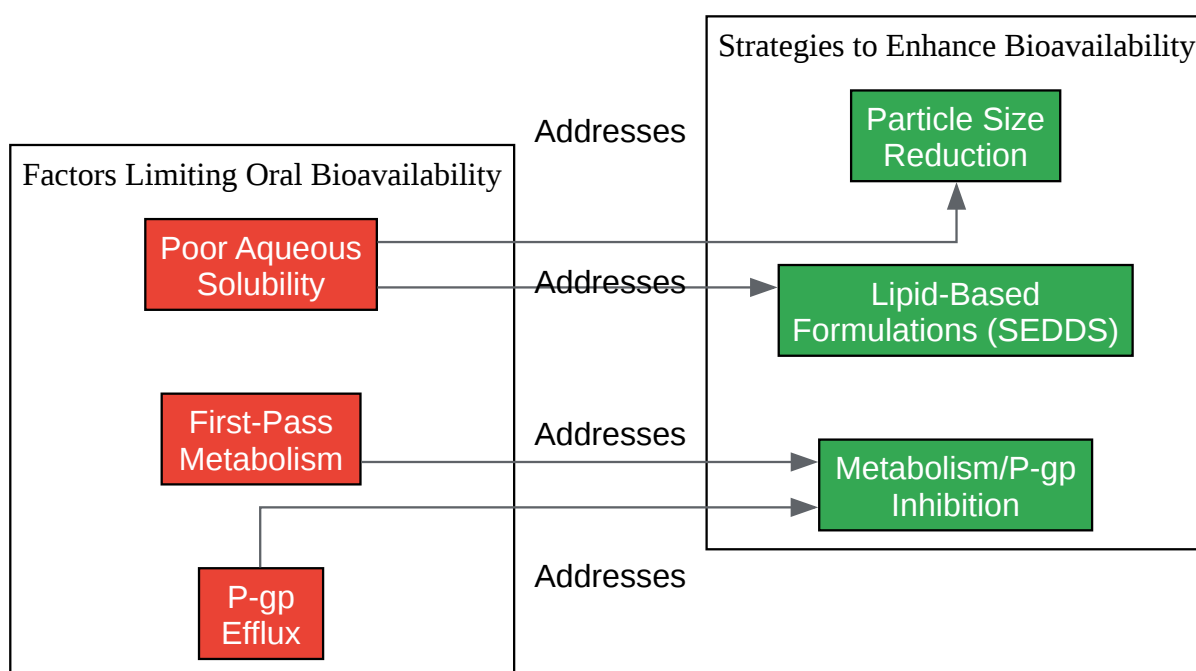 Factors Limiting Oral Bioavailability
Poor Aqueous
Solubility
First-Pass
Metabolism
P-gp
Efflux
Addresses
Addresses
Addresses
Addresses
Strategies to Enhance Bioavailability
Particle Size
Reduction
Lipid-Based
Formulations (SEDDS)
Metabolism/P-gp
Inhibition